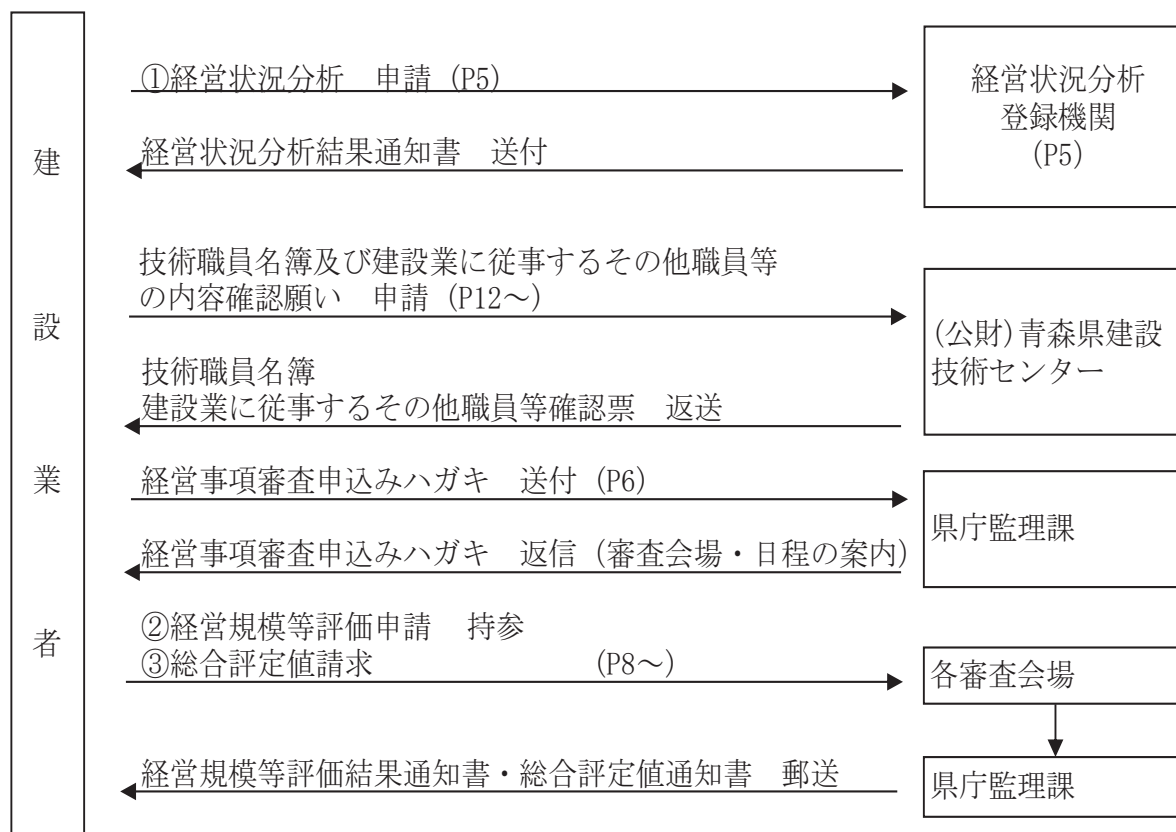 建設業者
①経営状況分析　申請 (P5)
経営状況分析結果通知書　送付
経営状況分析
登録機関
(P5)
技術職員名簿及び建設業に従事するその他職員等
の内容確認願い　申請 (P12～)
技術職員名簿
建設業に従事するその他職員等確認票　返送
(公財)青森県建設
技術センター
経営事項審査申込みハガキ　送付 (P6)
経営事項審査申込みハガキ　返信 (審査会場・日程の案内)
県庁監理課
②経営規模等評価申請　持参
③総合評定値請求　(P8～)
各審査会場
経営規模等評価結果通知書・総合評定値通知書　郵送
県庁監理課